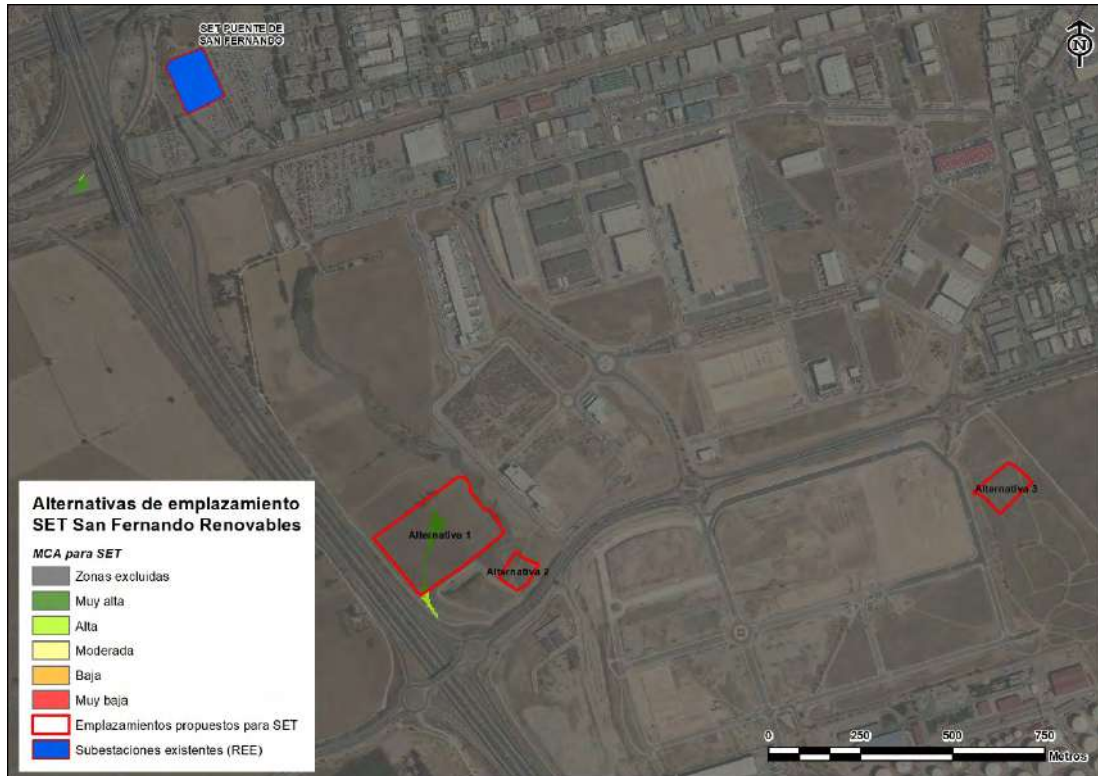 SET PUENTE DE
SAN FERNANDO
N
Alternativa 1
Alternativa 2
Alternativa 3
Alternativas de emplazamiento
SET San Fernando Renovables
MCA para SET
Zonas excluidas
Muy alta
Alta
Moderada
Baja
Muy baja
Emplazamientos propuestos para SET
Subestaciones existentes (REE)
0 250 500 750
Metros